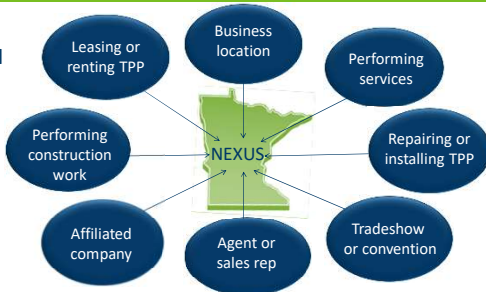 Business
location
Leasing or
renting TPP
Performing
services
Performing
construction
work
NEXUS
Repairing or
installing TPP
Affiliated
company
Agent or
sales rep
Tradeshow
or convention